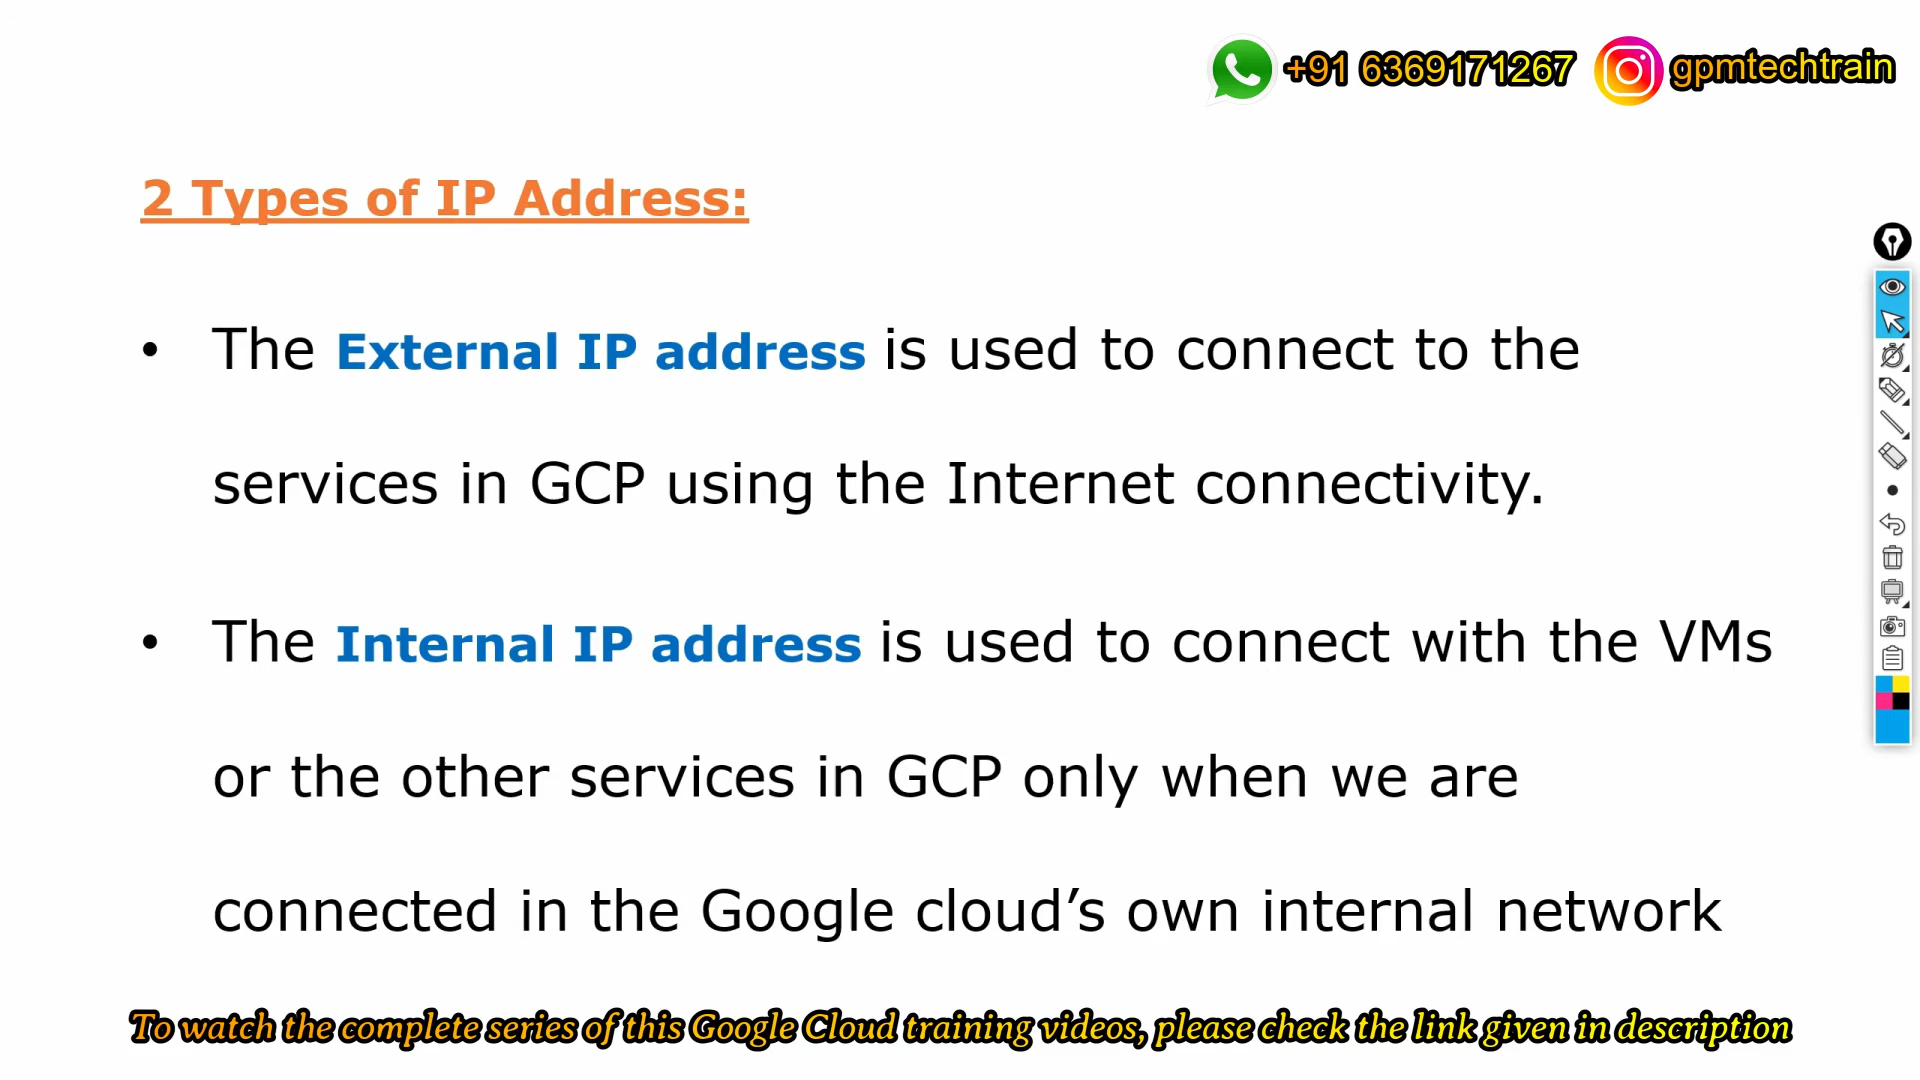 +91 6369171267 gpmtechtrain
2 Types of IP Address:
• The External IP address is used to connect to the
services in GCP using the Internet connectivity.
• The Internal IP address is used to connect with the VMs
or the other services in GCP only when we are
connected in the Google cloud’s own internal network
To watch the complete series of this Google Cloud training videos, please check the link given in description